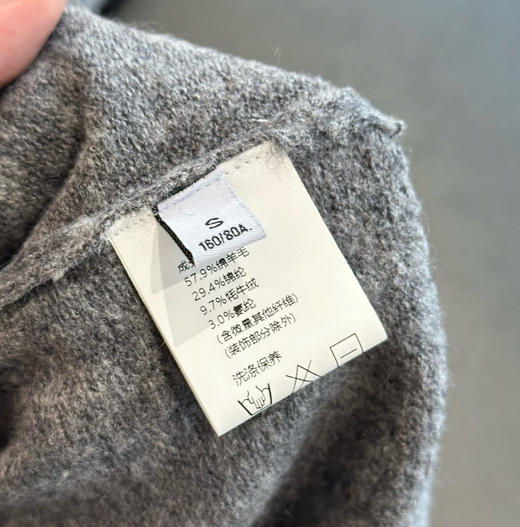 S
160/80A.
成
57.9%绵羊毛
29.4%锦纶
9.7%牦牛绒
3.0%氨纶
(含微量其他纤维)
(装饰部分除外)
洗涤保养